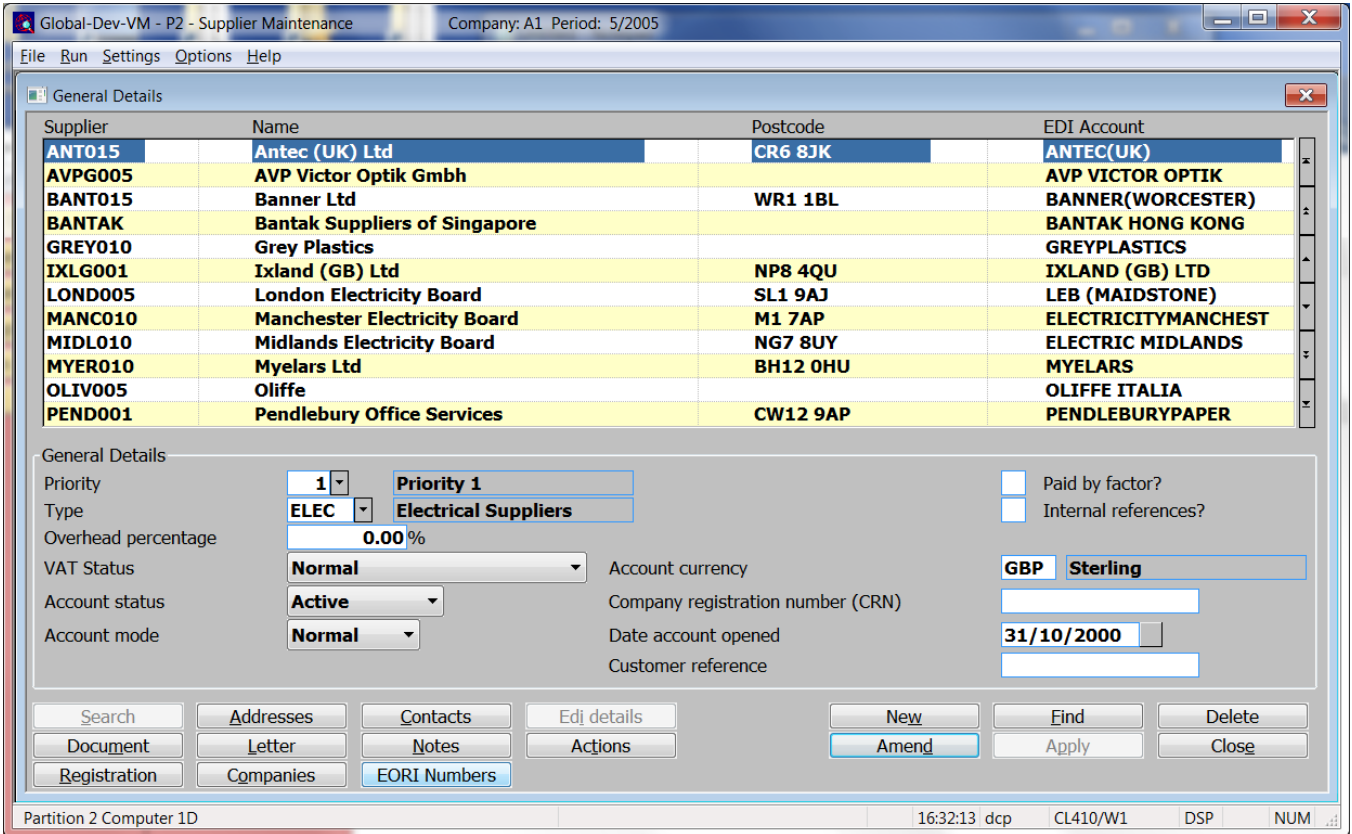 Global-Dev-VM - P2 - Supplier Maintenance Company: A1 Period: 5/2005
File Run Settings Options Help
General Details
Supplier Name Postcode EDI Account
ANT015 Antec (UK) Ltd CR6 8JK ANTEC(UK)
AVPG005 AVP Victor Optik Gmbh AVP VICTOR OPTIK
BANT015 Banner Ltd WR1 1BL BANNER(WORCESTER)
BANTAK Bantak Suppliers of Singapore BANTAK HONG KONG
GREY010 Grey Plastics GREYPLASTICS
IXLG001 Ixland (GB) Ltd NP8 4QU IXLAND (GB) LTD
LOND005 London Electricity Board SL1 9AJ LEB (MAIDSTONE)
MANC010 Manchester Electricity Board M1 7AP ELECTRICITYMANCHEST
MIDL010 Midlands Electricity Board NG7 8UY ELECTRIC MIDLANDS
MYER010 Myelars Ltd BH12 0HU MYELARS
OLIV005 Oliffe OLIFFE ITALIA
PEND001 Pendlebury Office Services CW12 9AP PENDLEBURYPAPER
General Details
Priority 1 Priority 1 Paid by factor?
Type ELEC Electrical Suppliers Internal references?
Overhead percentage 0.00 %
VAT Status Normal Account currency GBP Sterling
Account status Active Company registration number (CRN)
Account mode Normal Date account opened 31/10/2000
Customer reference
Search Addresses Contacts Edi details New Find Delete
Document Letter Notes Actions Amend Apply Close
Registration Companies EORI Numbers
Partition 2 Computer 1D 16:32:13 dcp CL410/W1 DSP NUM